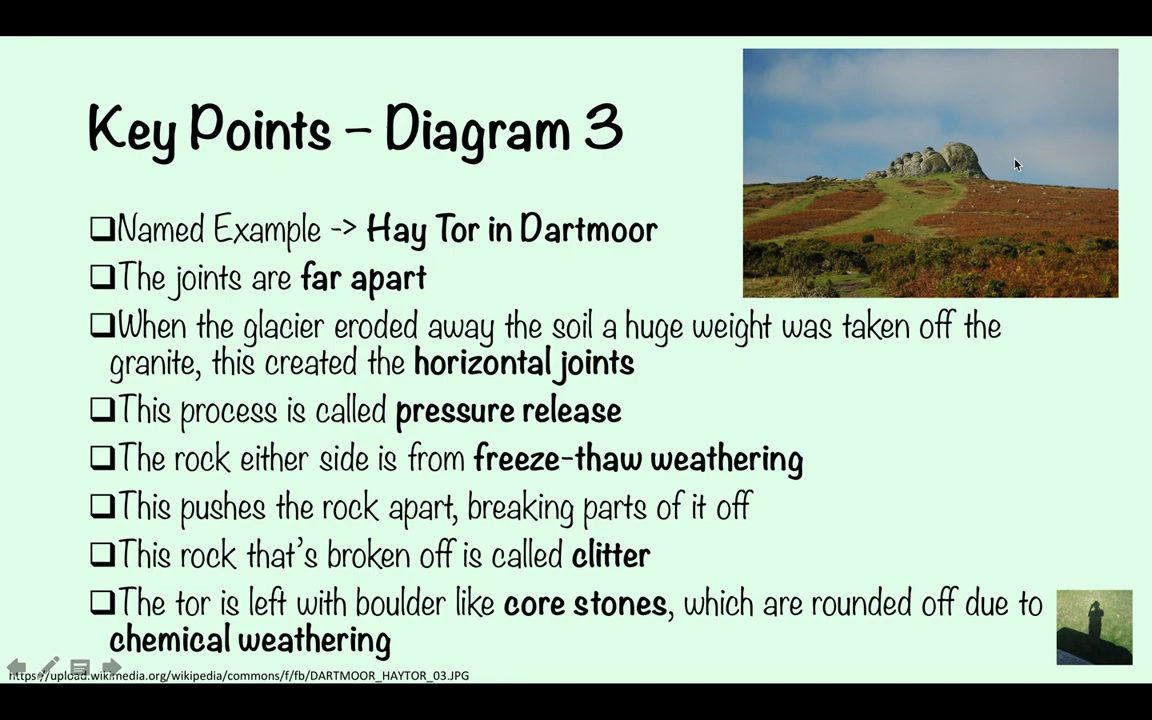 Key Points – Diagram 3
❑Named Example -> Hay Tor in Dartmoor
❑The joints are far apart
❑When the glacier eroded away the soil a huge weight was taken off the
granite, this created the horizontal joints
❑This process is called pressure release
❑The rock either side is from freeze-thaw weathering
❑This pushes the rock apart, breaking parts of it off
❑This rock that's broken off is called clitter
❑The tor is left with boulder like core stones, which are rounded off due to
chemical weathering
https://upload.wikimedia.org/wikipedia/commons/f/fb/DARTMOOR_HAYTOR_03.JPG